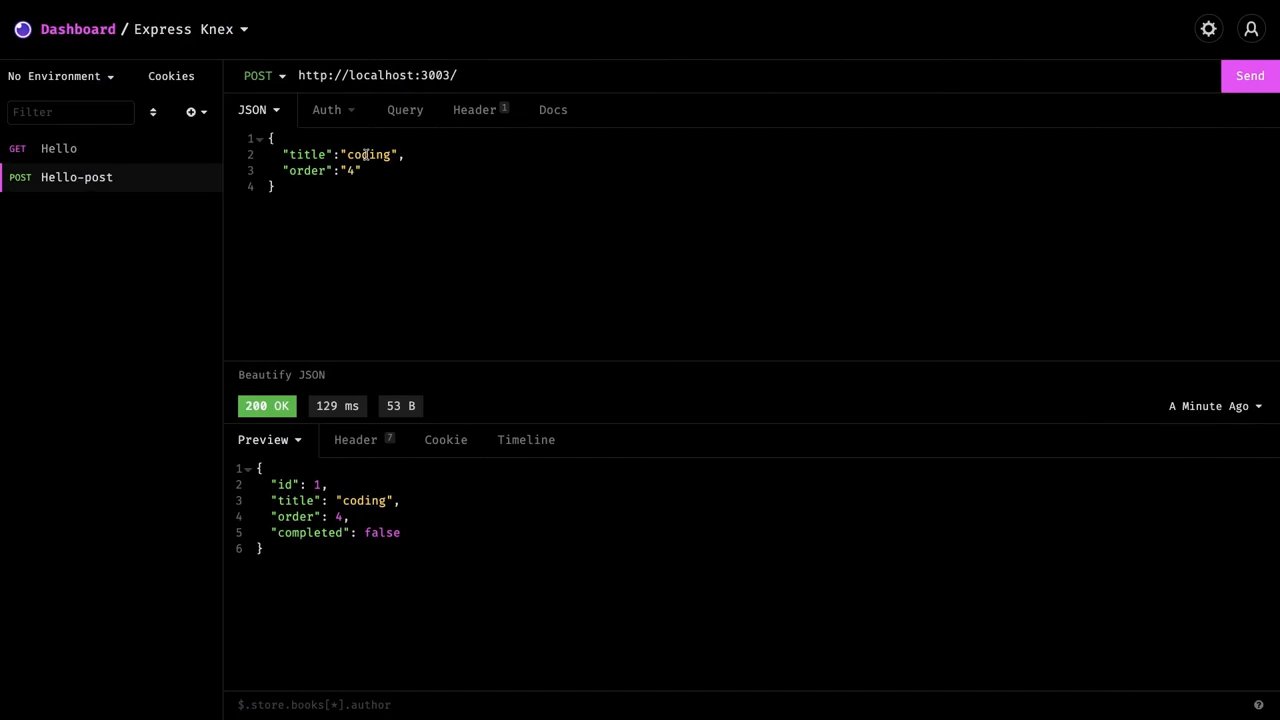 Dashboard / Express Knex
No Environment Cookies
POST http://localhost:3003/ Send
Filter
JSON Auth Query Header 1 Docs
GET Hello
POST Hello-post
1 {
2 "title":"coding",
3 "order":"4"
4 }
Beautify JSON
200 OK 129 ms 53 B A Minute Ago
Preview Header 7 Cookie Timeline
1 {
2 "id": 1,
3 "title": "coding",
4 "order": 4,
5 "completed": false
6 }
$.store.books[*].author